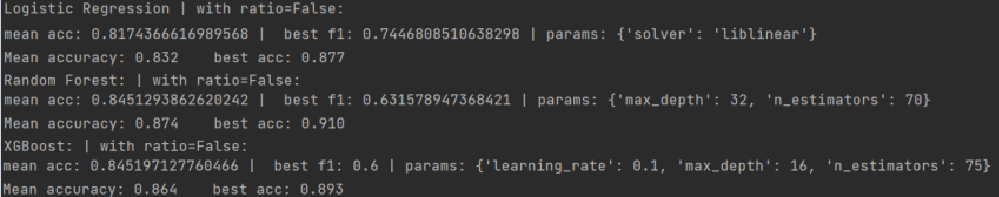 Logistic Regression | with ratio=False:
mean acc: 0.8174366616989568 |  best f1: 0.7446808510638298 | params: {'solver': 'liblinear'}
Mean accuracy: 0.832    best acc: 0.877
Random Forest: | with ratio=False:
mean acc: 0.8451293862620242 |  best f1: 0.631578947368421 | params: {'max_depth': 32, 'n_estimators': 70}
Mean accuracy: 0.874    best acc: 0.910
XGBoost: | with ratio=False:
mean acc: 0.845197127760466 |  best f1: 0.6 | params: {'learning_rate': 0.1, 'max_depth': 16, 'n_estimators': 75}
Mean accuracy: 0.864    best acc: 0.893